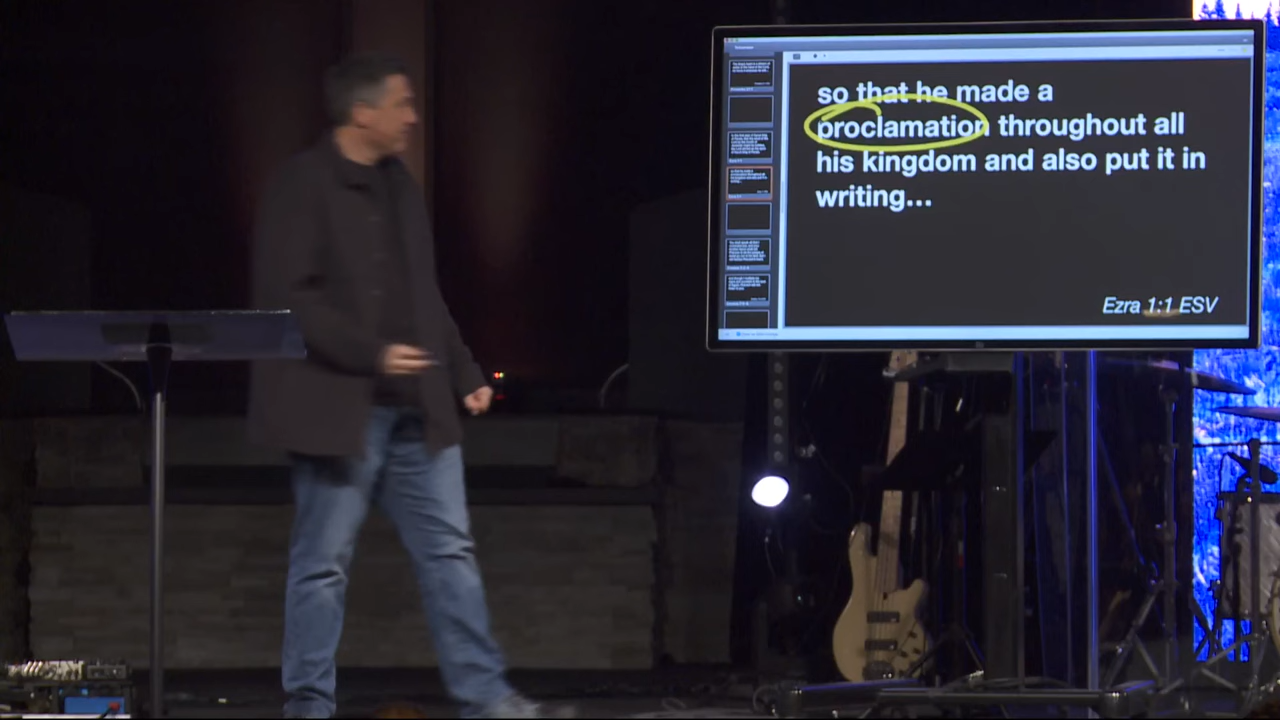 so that he made a
proclamation throughout all
his kingdom and also put it in
writing...
Ezra 1:1 ESV